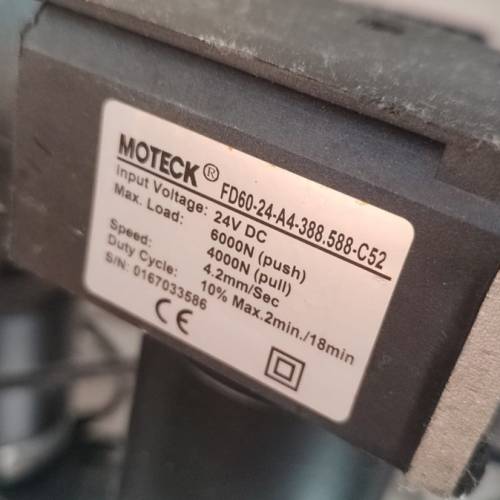 MOTECK® FD60-24-A4-388.588-C52
Input Voltage: 24V DC
Max. Load: 6000N (push)
4000N (pull)
Speed: 4.2mm/Sec
Duty Cycle: 10% Max.2min./18min
S/N: 0167033586
CE